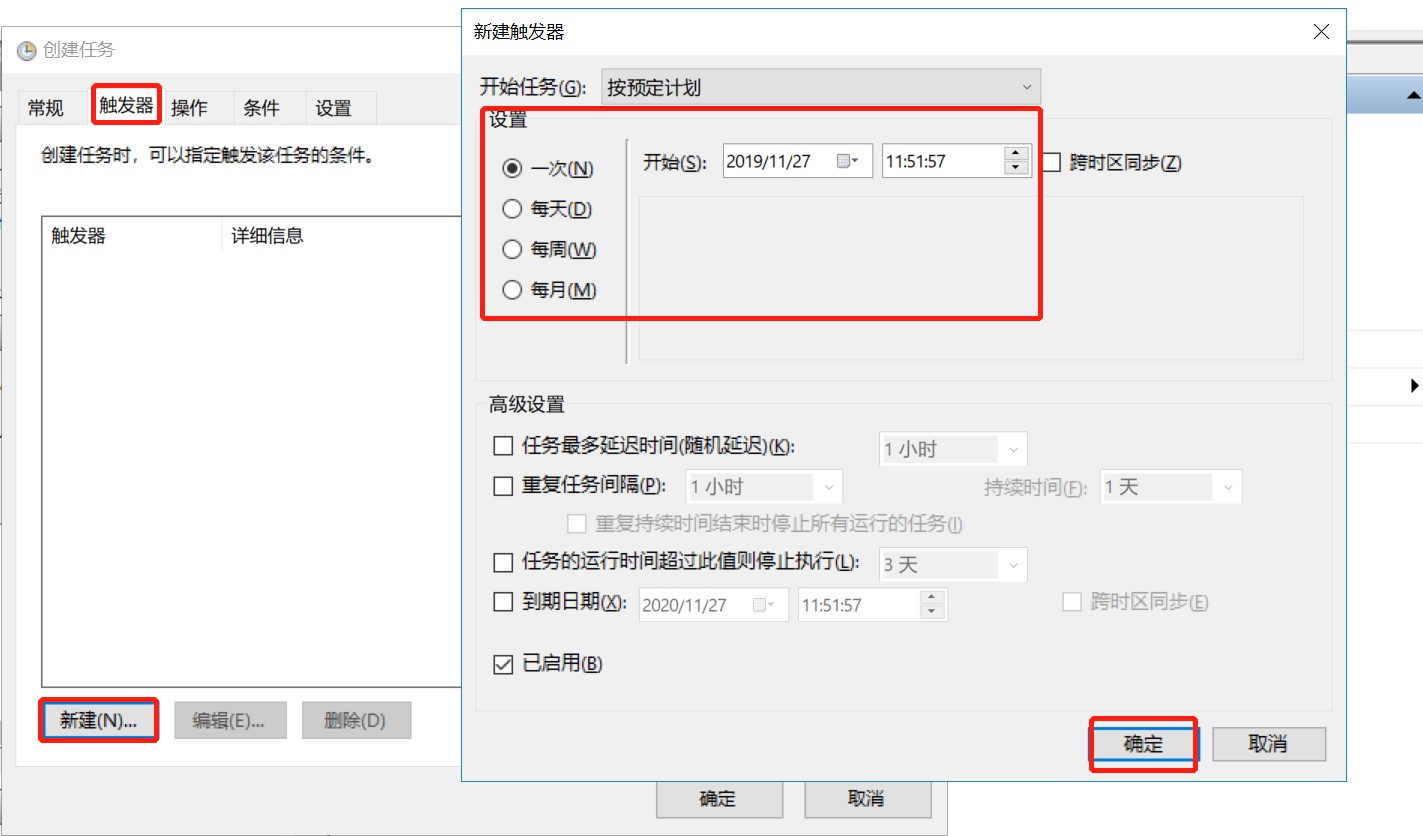 创建任务
常规 触发器 操作 条件 设置
创建任务时，可以指定触发该任务的条件。
触发器 详细信息
新建(N)... 编辑(E)... 删除(D)
确定 取消
新建触发器
开始任务(G): 按预定计划
设置
一次(N)
每天(D)
每周(W)
每月(M)
开始(S): 2019/11/27 11:51:57 跨时区同步(Z)
高级设置
任务最多延迟时间(随机延迟)(K): 1 小时
重复任务间隔(P): 1 小时 持续时间(F): 1 天
重复持续时间结束时停止所有运行的任务(I)
任务的运行时间超过此值则停止执行(L): 3 天
到期日期(X): 2020/11/27 11:51:57 跨时区同步(E)
已启用(B)
确定 取消